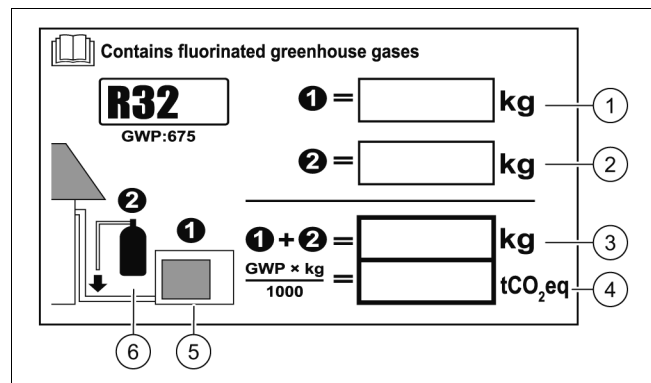 Contains fluorinated greenhouse gases
R32
GWP:675
❶ = kg ①
❷ = kg ②
❷
❶
❶+❷ = kg ③
GWP × kg
1000
= tCO₂eq ④
⑥ ⑤